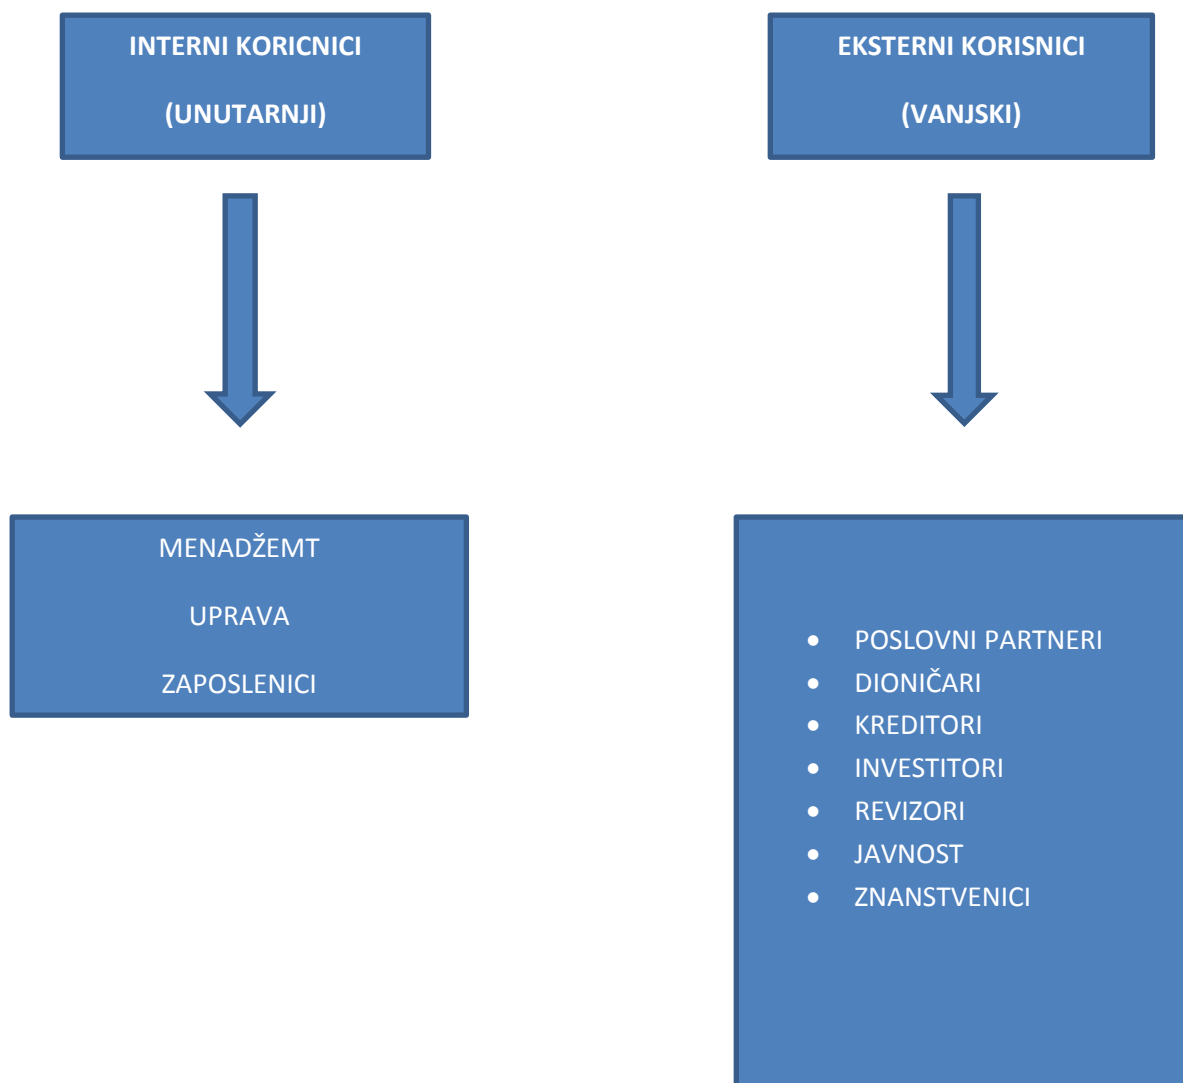 INTERNI KORICNICI
(UNUTARNJI)
EKSTERNI KORISNICI
(VANJSKI)
MENADŽEMT
UPRAVA
ZAPOSLENICI
• POSLOVNI PARTNERI
• DIONIČARI
• KREDITORI
• INVESTITORI
• REVIZORI
• JAVNOST
• ZNANSTVENICI